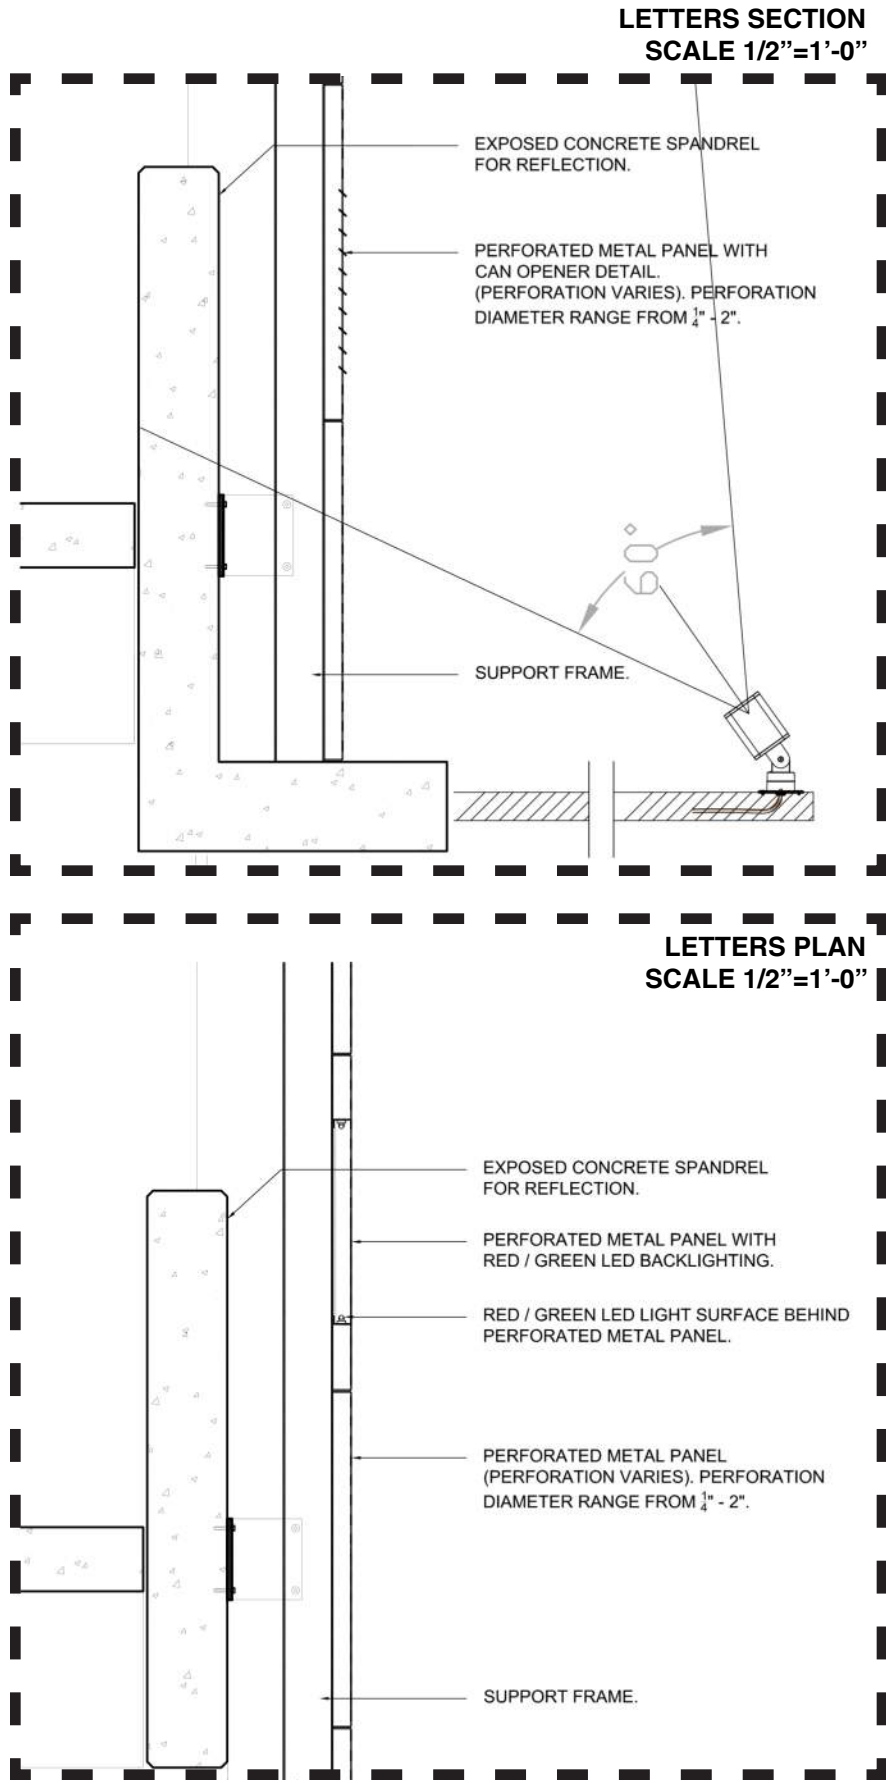 LETTERS SECTION
SCALE 1/2”=1’-0”
EXPOSED CONCRETE SPANDREL
FOR REFLECTION.
PERFORATED METAL PANEL WITH
CAN OPENER DETAIL.
(PERFORATION VARIES). PERFORATION
DIAMETER RANGE FROM 1/4" - 2".
60°
SUPPORT FRAME.
LETTERS PLAN
SCALE 1/2”=1’-0”
EXPOSED CONCRETE SPANDREL
FOR REFLECTION.
PERFORATED METAL PANEL WITH
RED / GREEN LED BACKLIGHTING.
RED / GREEN LED LIGHT SURFACE BEHIND
PERFORATED METAL PANEL.
PERFORATED METAL PANEL
(PERFORATION VARIES). PERFORATION
DIAMETER RANGE FROM 1/4" - 2".
SUPPORT FRAME.